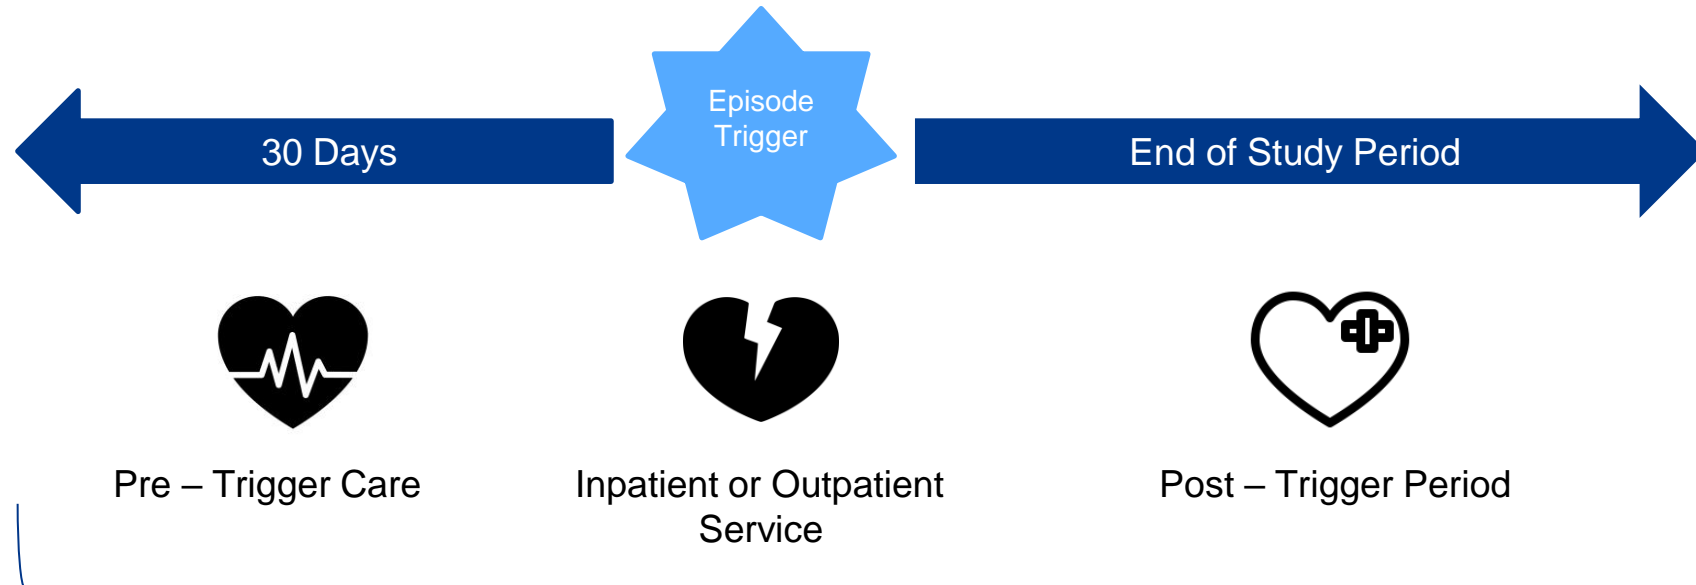 Episode
Trigger
30 Days
End of Study Period
Pre – Trigger Care
Inpatient or Outpatient
Service
Post – Trigger Period